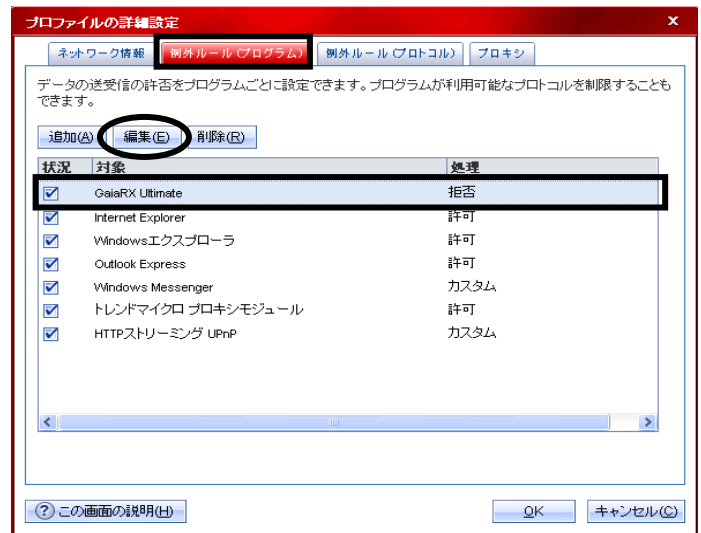 プロファイルの詳細設定 x
ネットワーク情報 例外ルール(プログラム) 例外ルール(プロトコル) プロキシ
データの送受信の許否をプログラムごとに設定できます。プログラムが利用可能なプロトコルを制限することも
できます。
追加(A) 編集(E) 削除(R)
状況 対象 処理
GaiaRX Ultimate 拒否
Internet Explorer 許可
Windowsエクスプローラ 許可
Outlook Express 許可
Windows Messenger カスタム
トレンドマイクロ プロキシモジュール 許可
HTTPストリーミング UPnP カスタム
? この画面の説明(H) OK キャンセル(C)